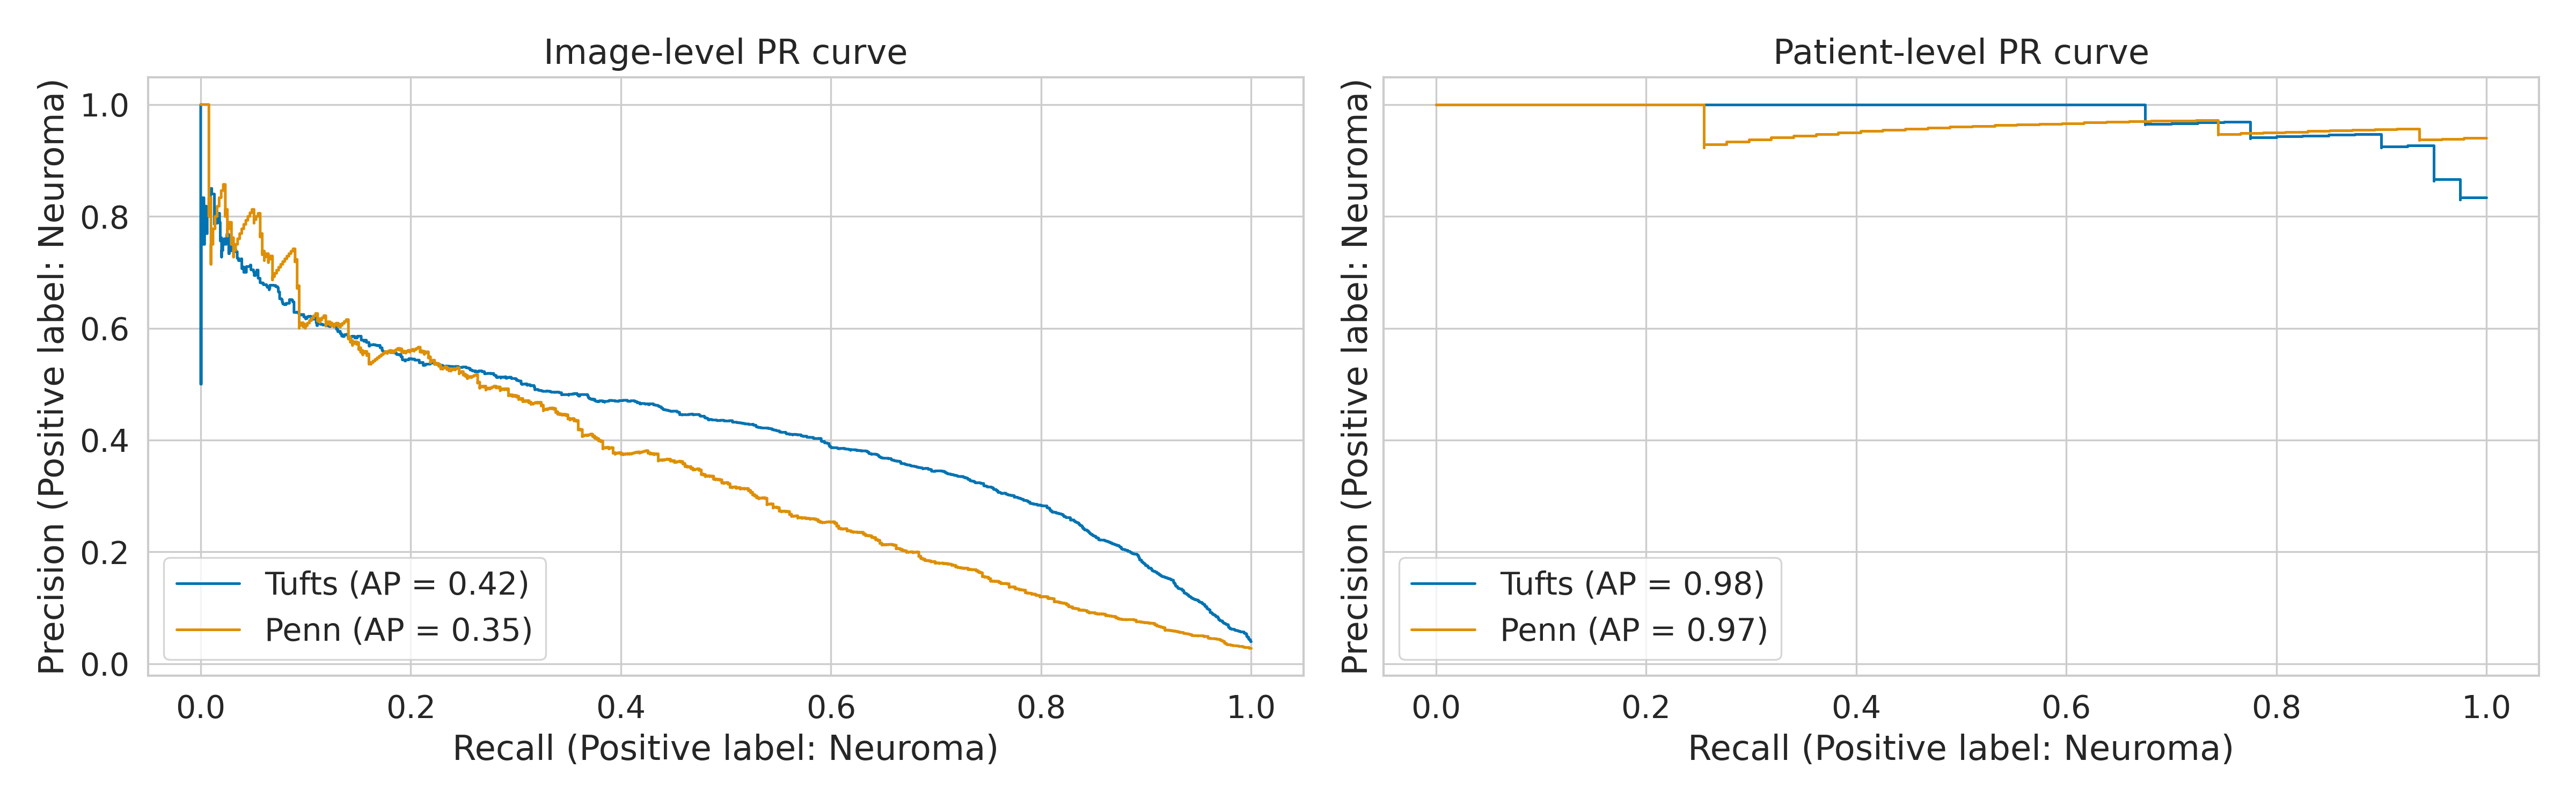 Image-level PR curve
Precision (Positive label: Neuroma)
1.0
0.8
0.6
0.4
0.2
0.0
Tufts (AP = 0.42)
Penn (AP = 0.35)
0.0 0.2 0.4 0.6 0.8 1.0
Recall (Positive label: Neuroma)
Patient-level PR curve
Precision (Positive label: Neuroma)
Tufts (AP = 0.98)
Penn (AP = 0.97)
0.0 0.2 0.4 0.6 0.8 1.0
Recall (Positive label: Neuroma)